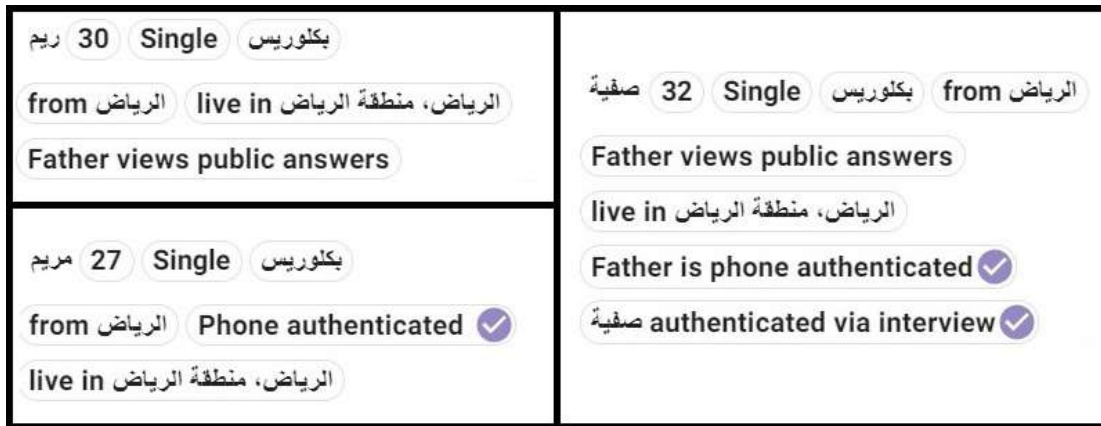 ريم 30 Single بكلوريس
from الرياض live in الرياض، منطقة الرياض
Father views public answers
مريم 27 Single بكلوريس
from الرياض Phone authenticated
live in الرياض، منطقة الرياض
صفية 32 Single بكلوريس from الرياض
Father views public answers
live in الرياض، منطقة الرياض
Father is phone authenticated
صفية authenticated via interview